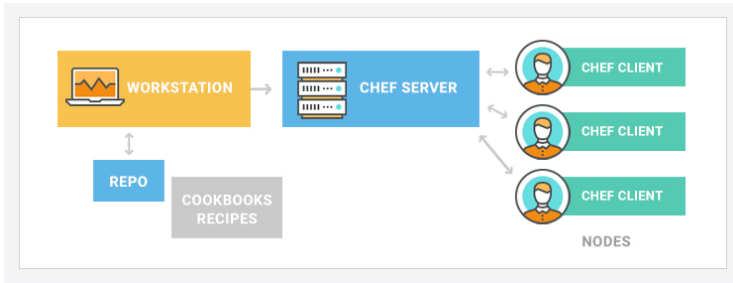 WORKSTATION
CHEF SERVER
CHEF CLIENT
CHEF CLIENT
CHEF CLIENT
REPO
COOKBOOKS
RECIPES
NODES